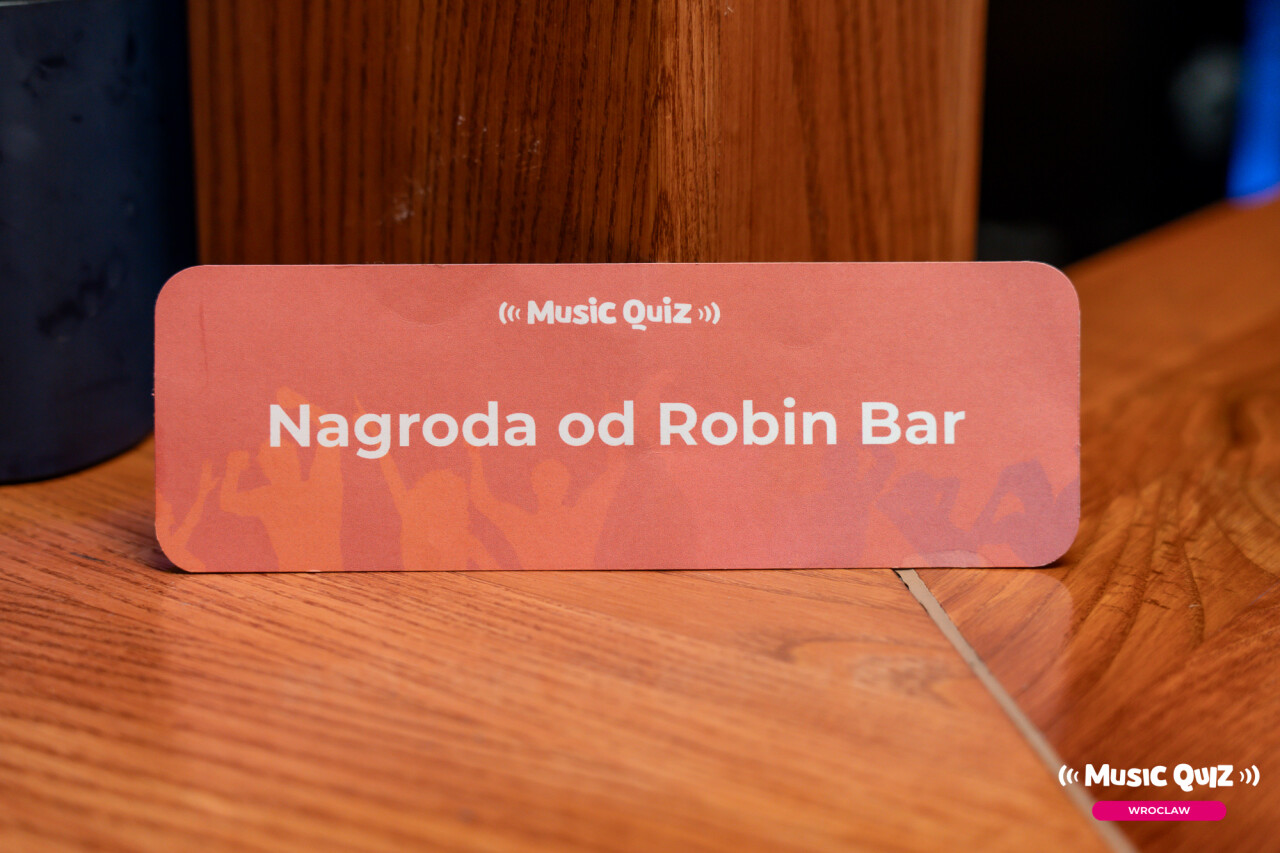 Music Quiz
Nagroda od Robin Bar
Music Quiz
WROCLAW